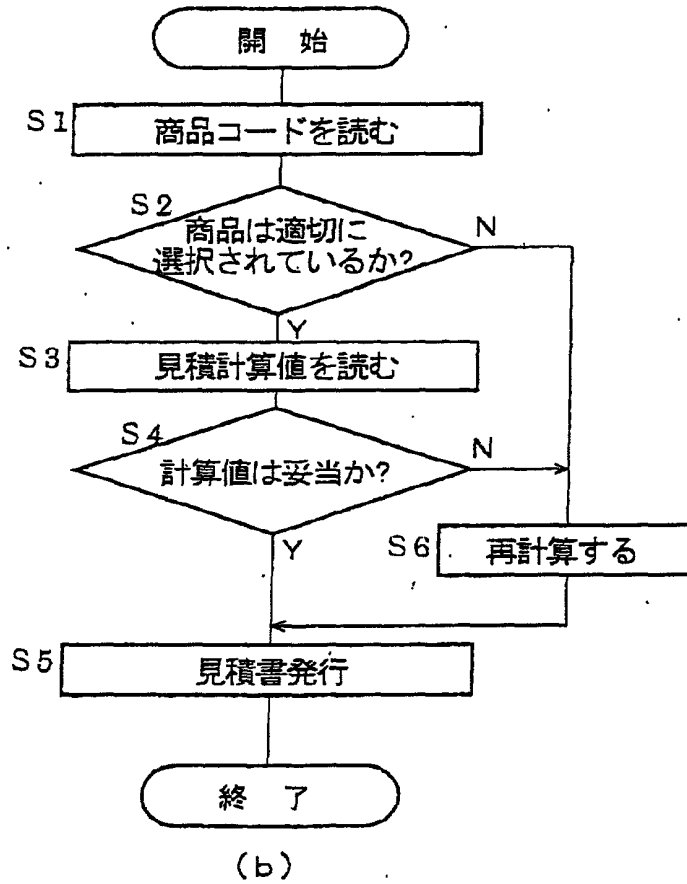 開 始
S1 商品コードを読む
S2 商品は適切に
選択されているか?
N
Y
S3 見積計算値を読む
S4 計算値は妥当か?
N
Y
S6 再計算する
S5 見積書発行
終 了
(b)